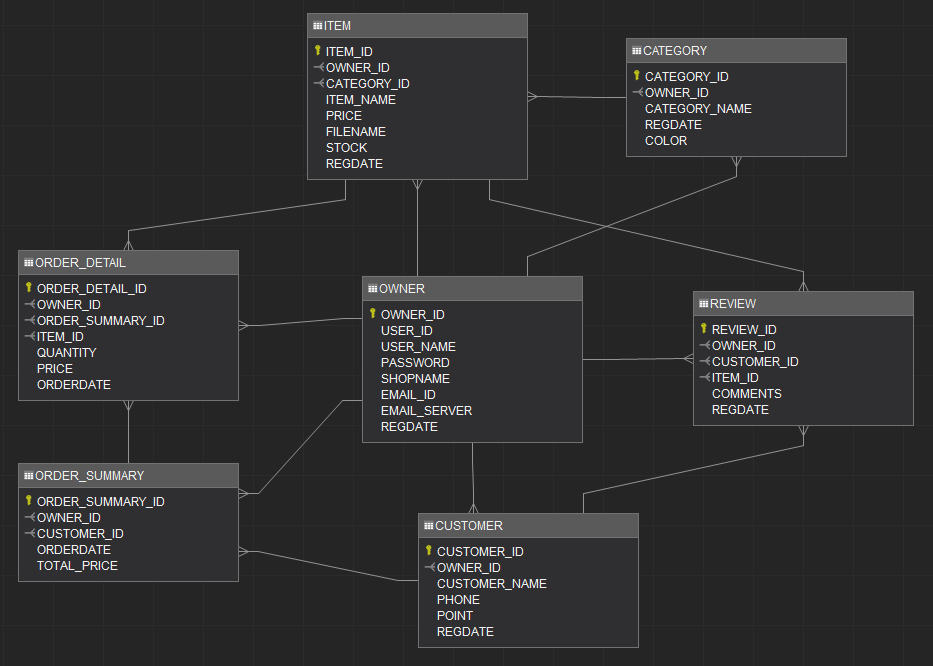 ITEM
ITEM_ID
OWNER_ID
CATEGORY_ID
ITEM_NAME
PRICE
FILENAME
STOCK
REGDATE
CATEGORY
CATEGORY_ID
OWNER_ID
CATEGORY_NAME
REGDATE
COLOR
ORDER_DETAIL
ORDER_DETAIL_ID
OWNER_ID
ORDER_SUMMARY_ID
ITEM_ID
QUANTITY
PRICE
ORDERDATE
OWNER
OWNER_ID
USER_ID
USER_NAME
PASSWORD
SHOPNAME
EMAIL_ID
EMAIL_SERVER
REGDATE
REVIEW
REVIEW_ID
OWNER_ID
CUSTOMER_ID
ITEM_ID
COMMENTS
REGDATE
ORDER_SUMMARY
ORDER_SUMMARY_ID
OWNER_ID
CUSTOMER_ID
ORDERDATE
TOTAL_PRICE
CUSTOMER
CUSTOMER_ID
OWNER_ID
CUSTOMER_NAME
PHONE
POINT
REGDATE